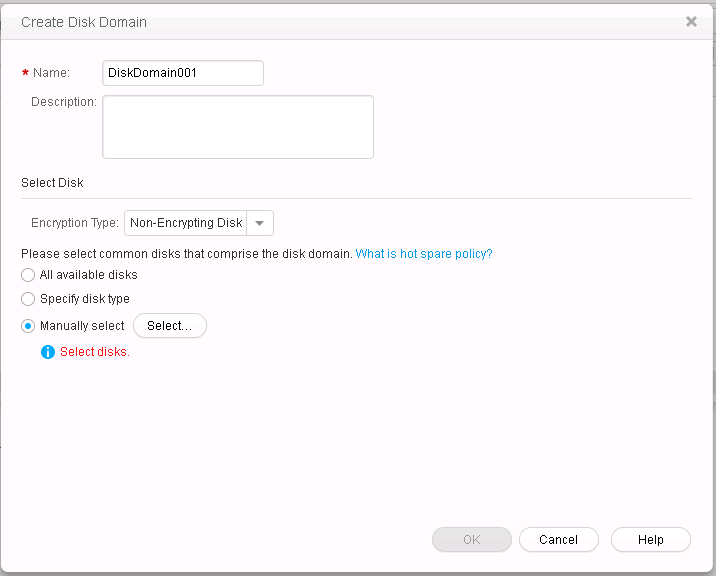 Create Disk Domain
* Name: DiskDomain001
Description:
Select Disk
Encryption Type: Non-Encrypting Disk
Please select common disks that comprise the disk domain. What is hot spare policy?
All available disks
Specify disk type
Manually select Select...
Select disks.
OK Cancel Help